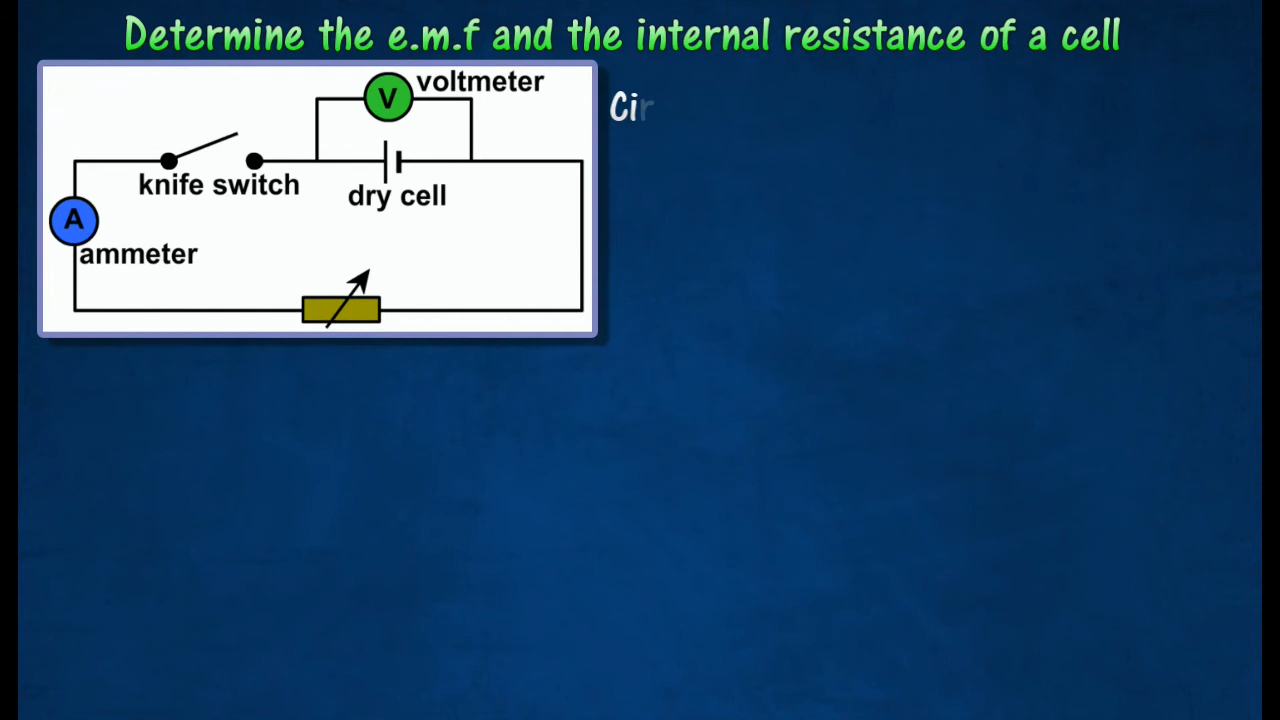 Determine the e.m.f and the internal resistance of a cell
V voltmeter
Cir
knife switch
dry cell
A
ammeter